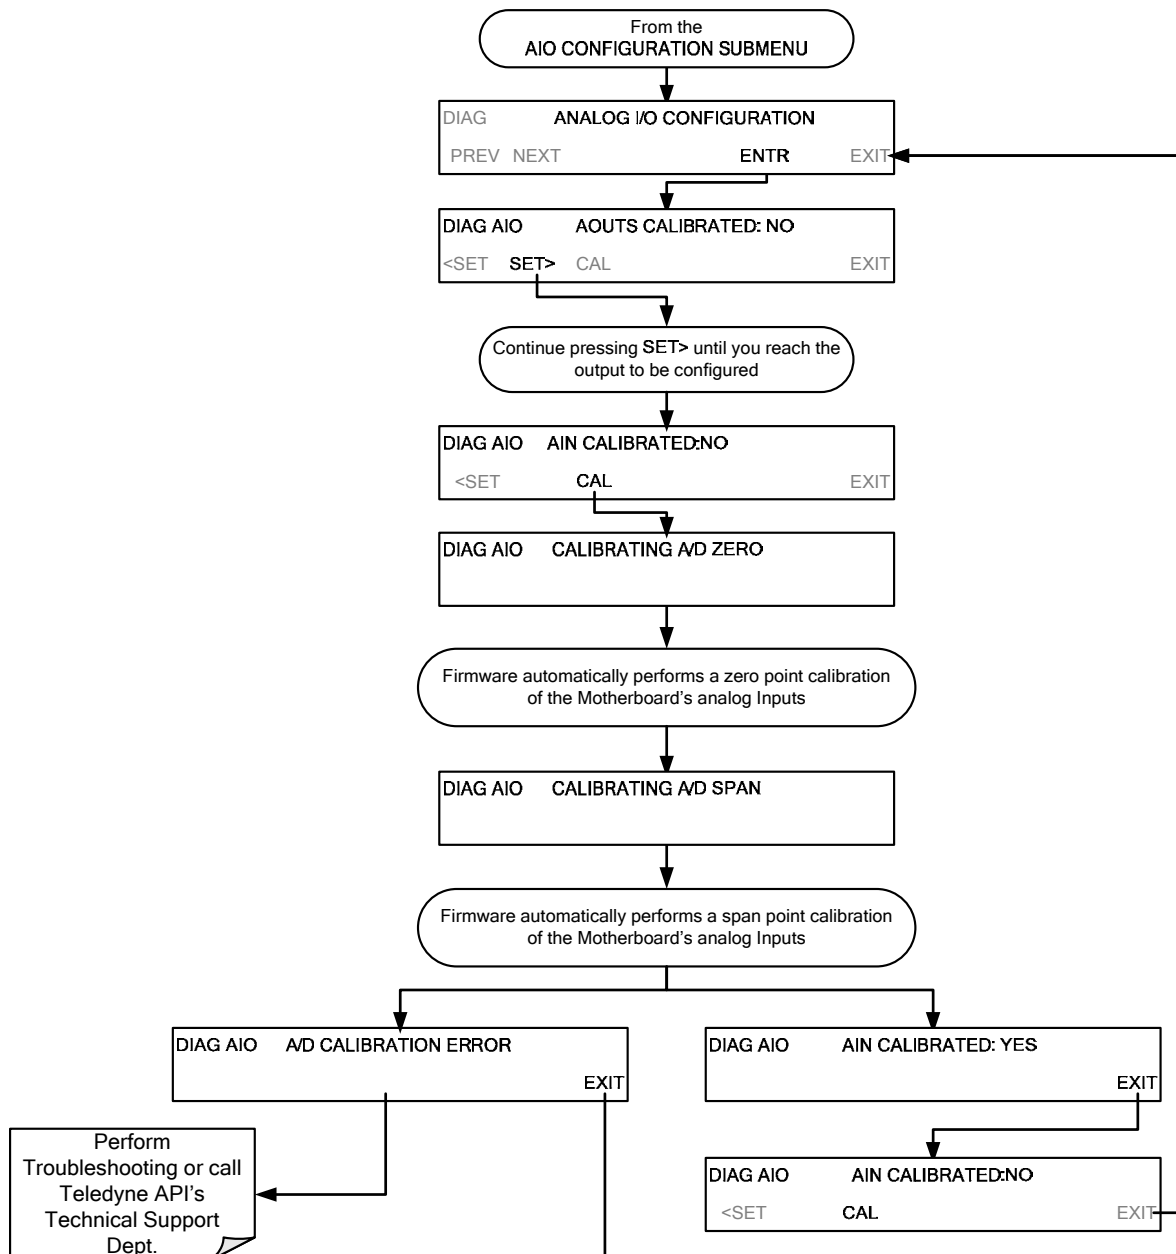 From the
AIO CONFIGURATION SUBMENU
DIAG ANALOG I/O CONFIGURATION
PREV NEXT ENTR EXIT
DIAG AIO AOUTS CALIBRATED: NO
<SET SET> CAL EXIT
Continue pressing SET> until you reach the
output to be configured
DIAG AIO AIN CALIBRATED:NO
<SET CAL EXIT
DIAG AIO CALIBRATING A/D ZERO
Firmware automatically performs a zero point calibration
of the Motherboard's analog Inputs
DIAG AIO CALIBRATING A/D SPAN
Firmware automatically performs a span point calibration
of the Motherboard's analog Inputs
DIAG AIO A/D CALIBRATION ERROR
EXIT
DIAG AIO AIN CALIBRATED: YES
EXIT
Perform
Troubleshooting or call
Teledyne API's
Technical Support
Dept.
DIAG AIO AIN CALIBRATED:NO
<SET CAL EXIT